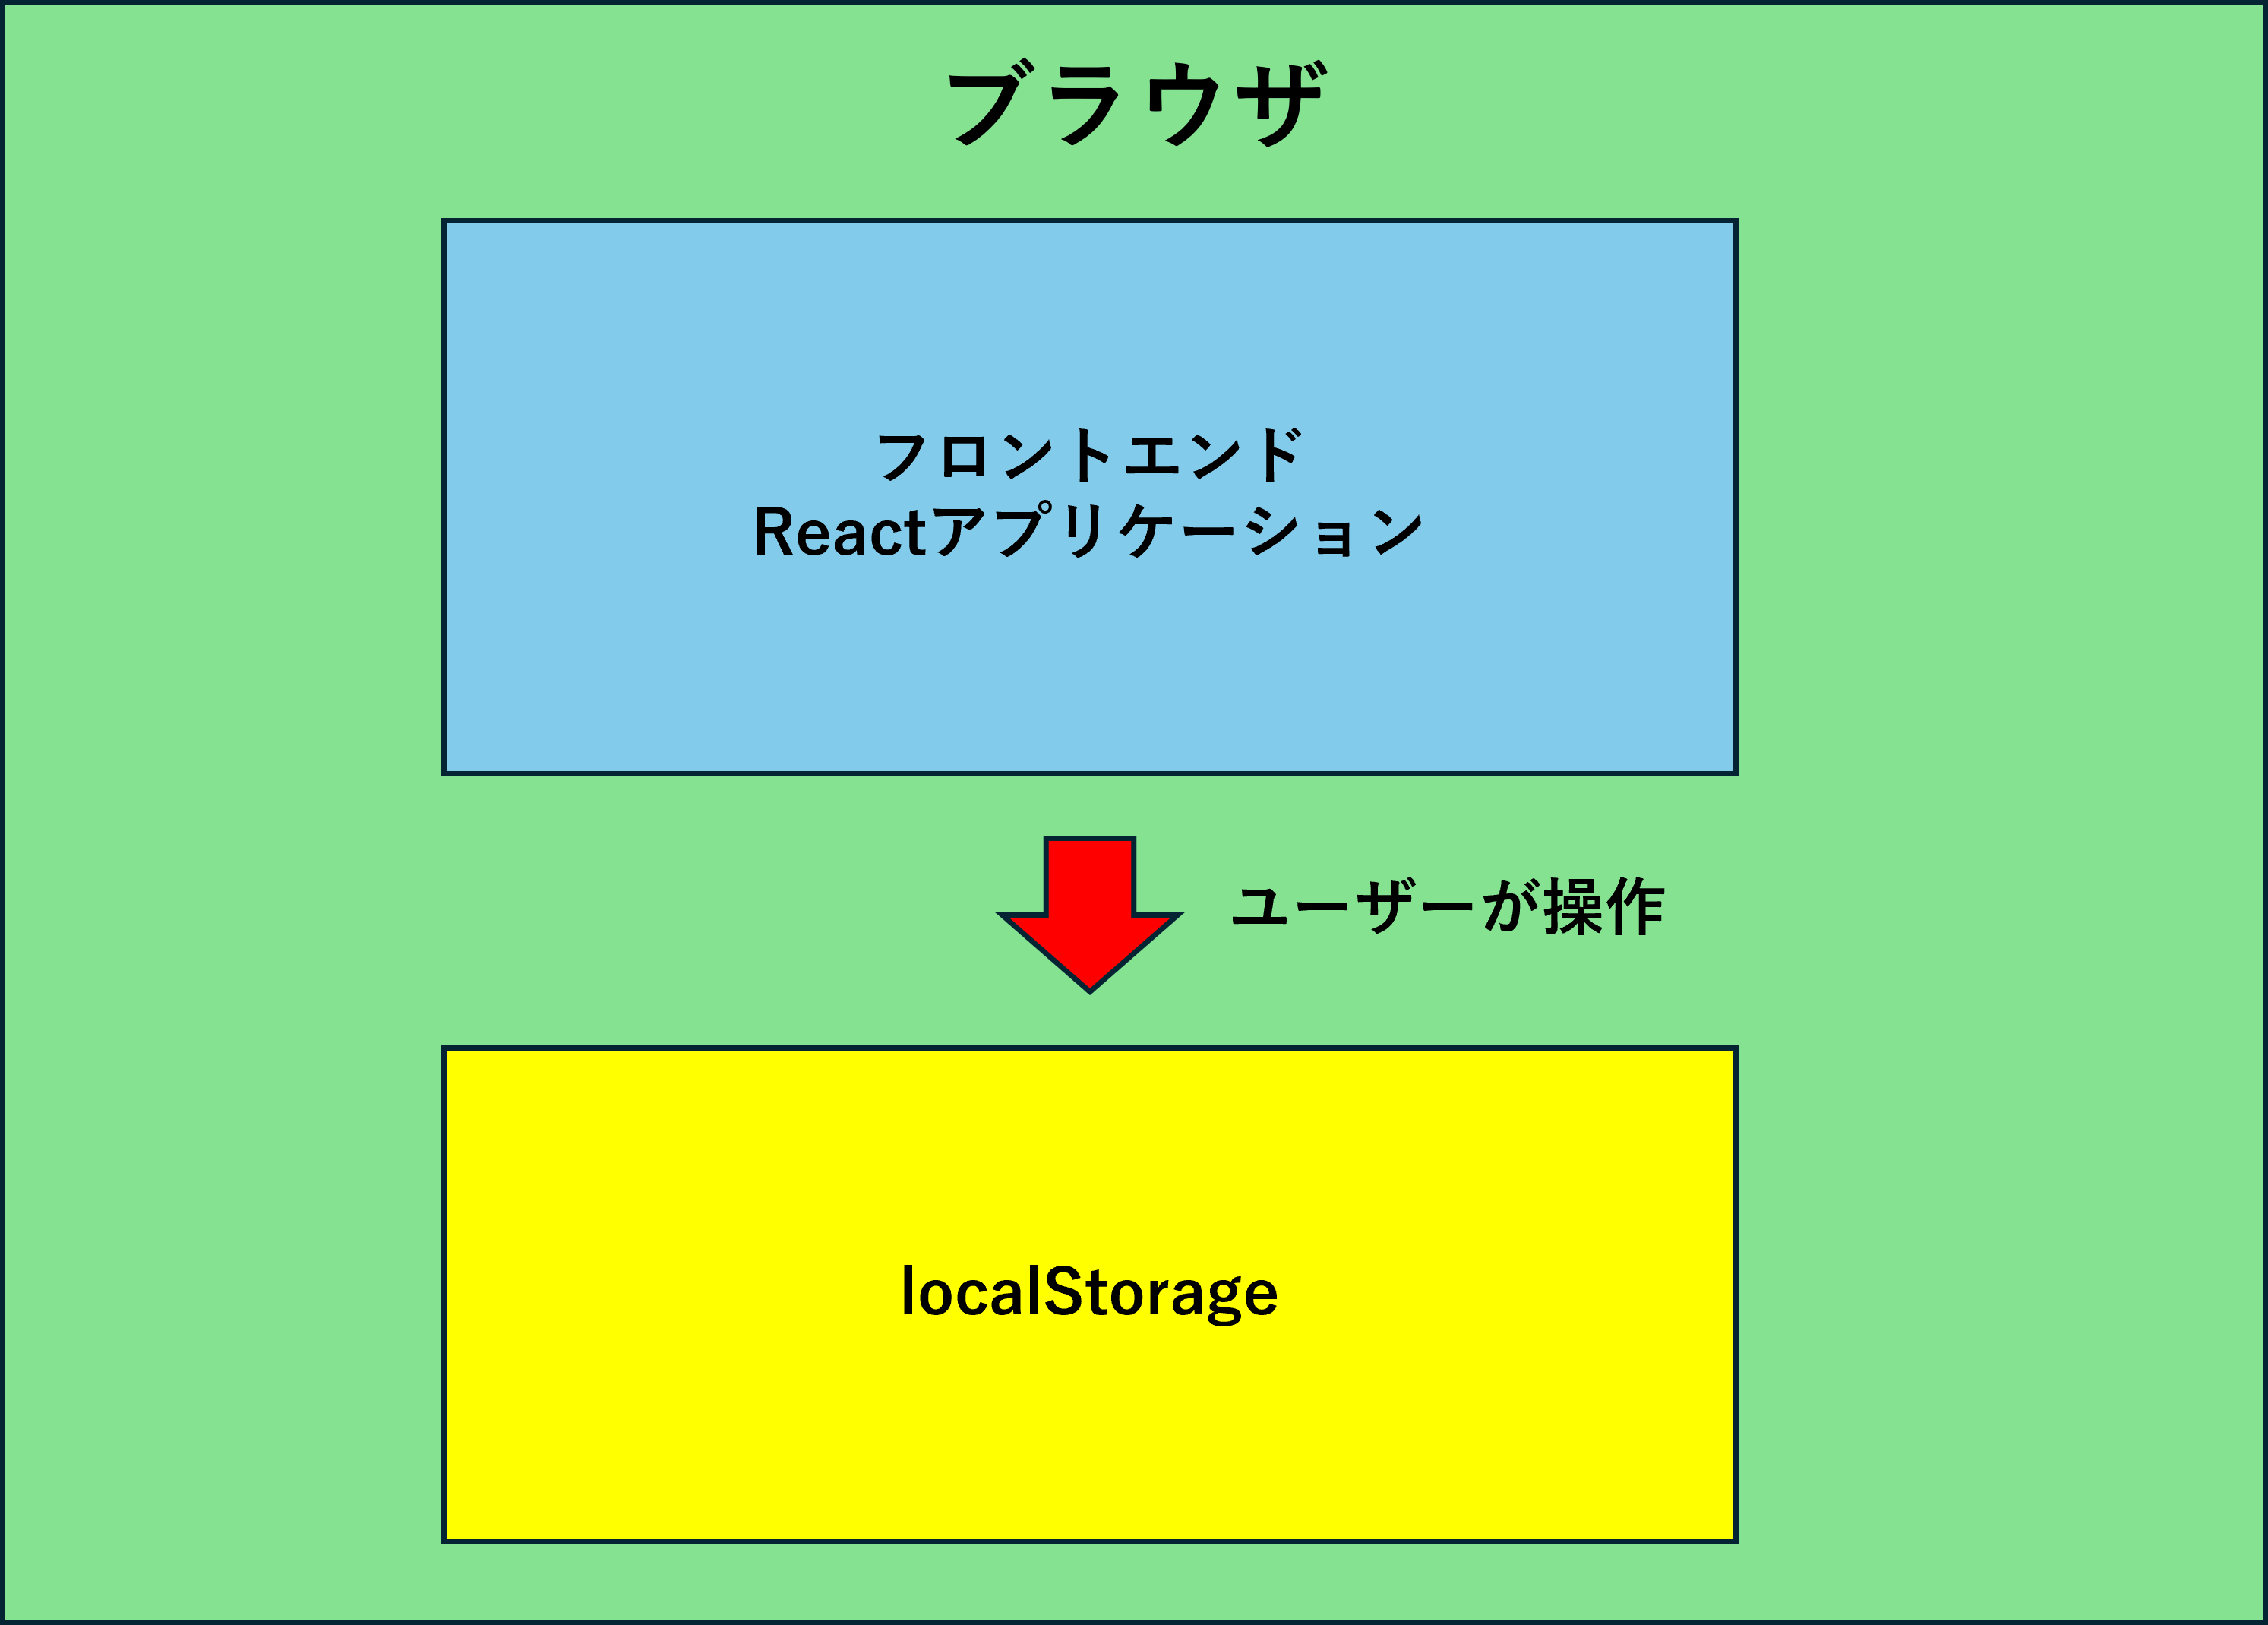 ブラウザ
フロントエンド
Reactアプリケーション
ユーザーが操作
localStorage